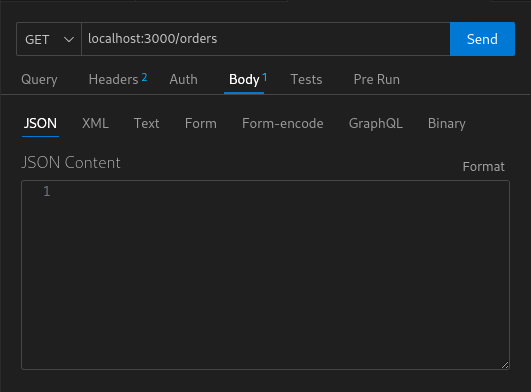 GET localhost:3000/orders Send
Query Headers 2 Auth Body 1 Tests Pre Run
JSON XML Text Form Form-encode GraphQL Binary
JSON Content Format
1